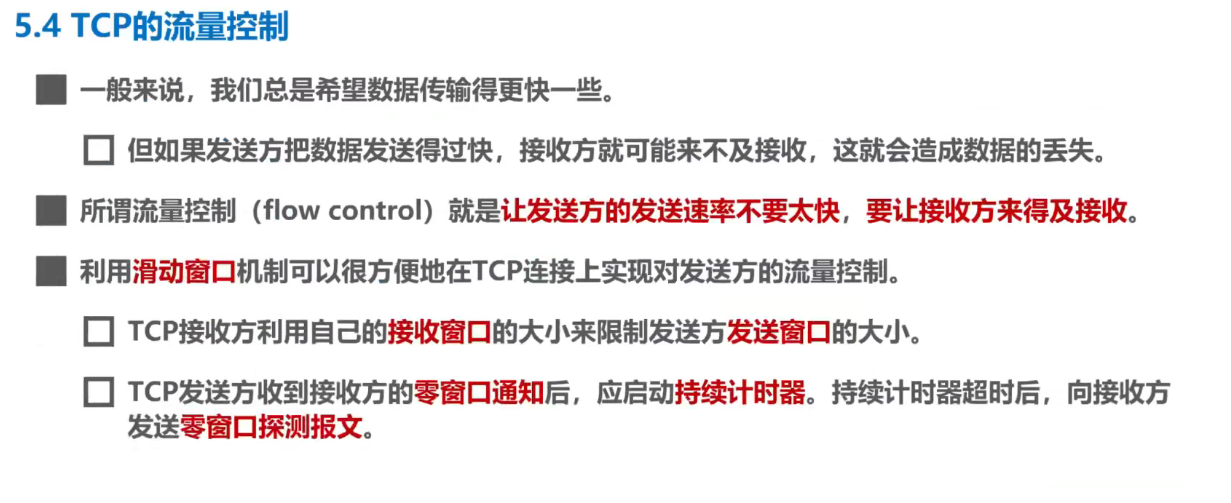 5.4 TCP的流量控制
一般来说，我们总是希望数据传输得更快一些。
但如果发送方把数据发送得过快，接收方就可能来不及接收，这就会造成数据的丢失。
所谓流量控制（flow control）就是让发送方的发送速率不要太快，要让接收方来得及接收。
利用滑动窗口机制可以很方便地在TCP连接上实现对发送方的流量控制。
TCP接收方利用自己的接收窗口的大小来限制发送方发送窗口的大小。
TCP发送方收到接收方的零窗口通知后，应启动持续计时器。持续计时器超时后，向接收方
发送零窗口探测报文。